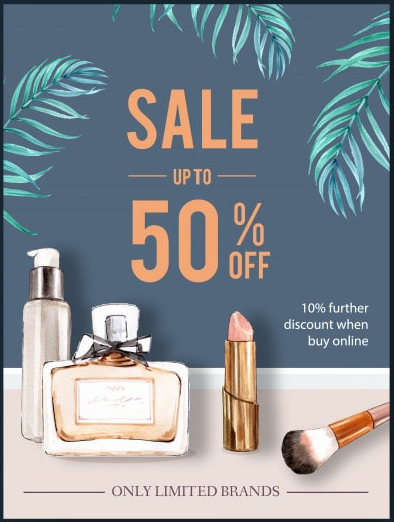 SALE
UP TO
50% OFF
10% further
discount when
buy online
ONLY LIMITED BRANDS